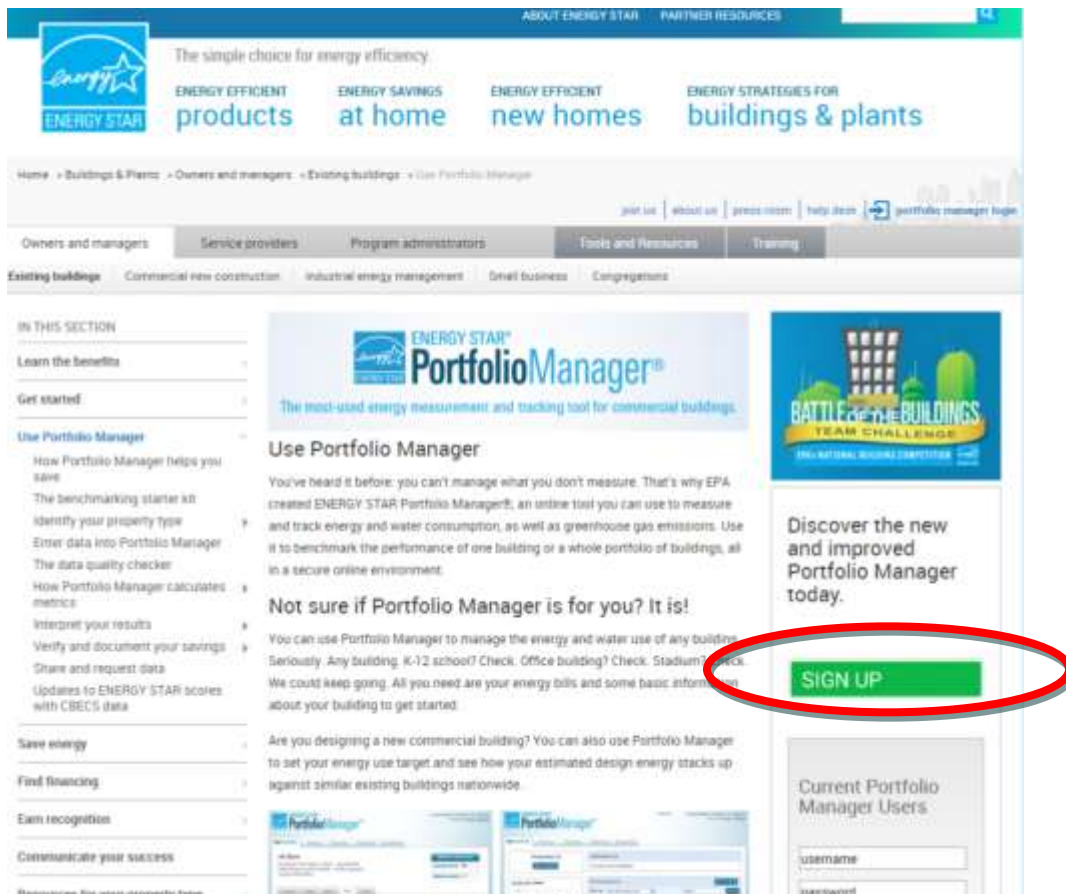 ABOUT ENERGY STAR PARTNER RESOURCES
energy
ENERGY STAR
The simple choice for energy efficiency.
ENERGY EFFICIENT
products
ENERGY SAVINGS
at home
ENERGY EFFICIENT
new homes
ENERGY STRATEGIES FOR
buildings & plants
Home » Buildings & Plants » Owners and managers » Existing buildings » Use Portfolio Manager
join us | about us | press room | help desk | portfolio manager login
Owners and managers Service providers Program administrators Tools and Resources Training
Existing buildings Commercial new construction Industrial energy management Small business Congregations
IN THIS SECTION
Learn the benefits
Get started
Use Portfolio Manager
How Portfolio Manager helps you
save
The benchmarking starter kit
Identify your property type
Enter data into Portfolio Manager
The data quality checker
How Portfolio Manager calculates
metrics
Interpret your results
Verify and document your savings
Share and request data
Updates to ENERGY STAR scores
with CBECS data
Save energy
Find financing
Earn recognition
Communicate your success
Resources for your property type
ENERGY STAR®
PortfolioManager®
The most-used energy measurement and tracking tool for commercial buildings.
Use Portfolio Manager
You've heard it before: you can't manage what you don't measure. That's why EPA
created ENERGY STAR Portfolio Manager®, an online tool you can use to measure
and track energy and water consumption, as well as greenhouse gas emissions. Use
it to benchmark the performance of one building or a whole portfolio of buildings, all
in a secure online environment.
Not sure if Portfolio Manager is for you? It is!
You can use Portfolio Manager to manage the energy and water use of any building.
Seriously. Any building. K-12 school? Check. Office building? Check. Stadium? Check.
We could keep going. All you need are your energy bills and some basic information
about your building to get started.
Are you designing a new commercial building? You can also use Portfolio Manager
to set your energy use target and see how your estimated design energy stacks up
against similar existing buildings nationwide.
PortfolioManager
PortfolioManager
BATTLE OF THE BUILDINGS
TEAM CHALLENGE
EPA's NATIONAL BUILDING COMPETITION
Discover the new
and improved
Portfolio Manager
today.
SIGN UP
Current Portfolio
Manager Users
username
password